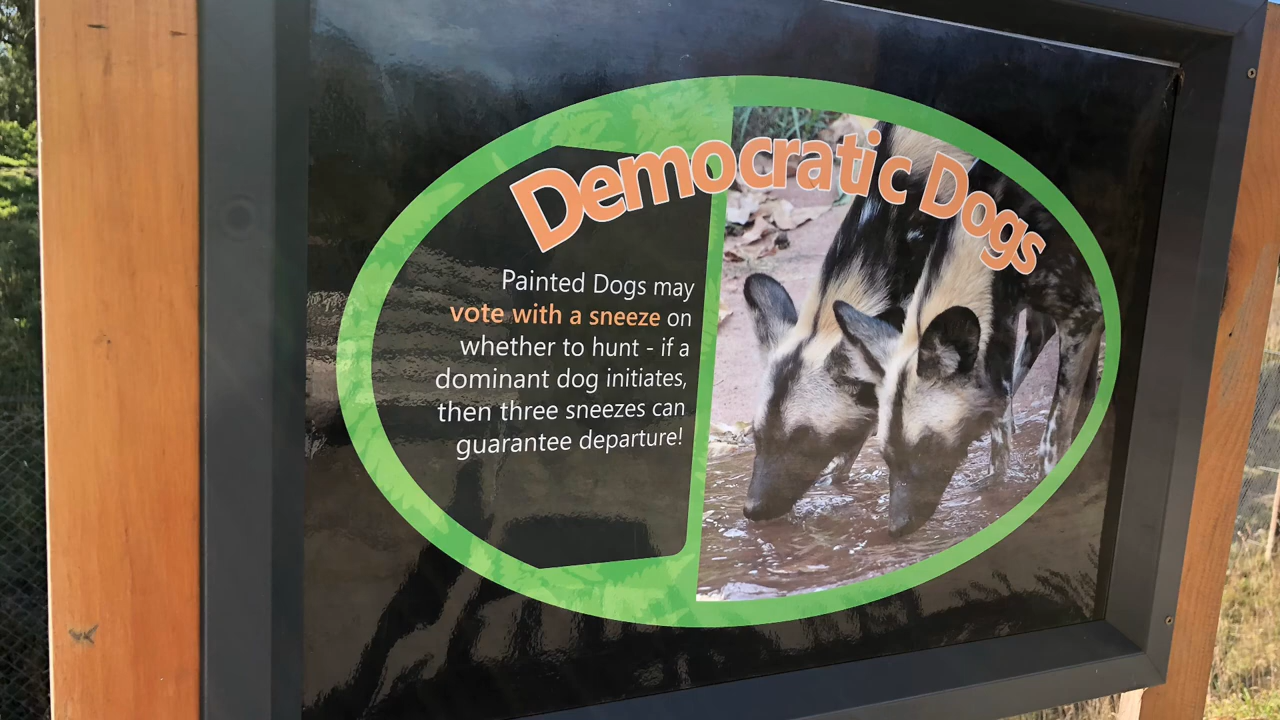 Democratic Dogs
Painted Dogs may
vote with a sneeze on
whether to hunt - if a
dominant dog initiates,
then three sneezes can
guarantee departure!